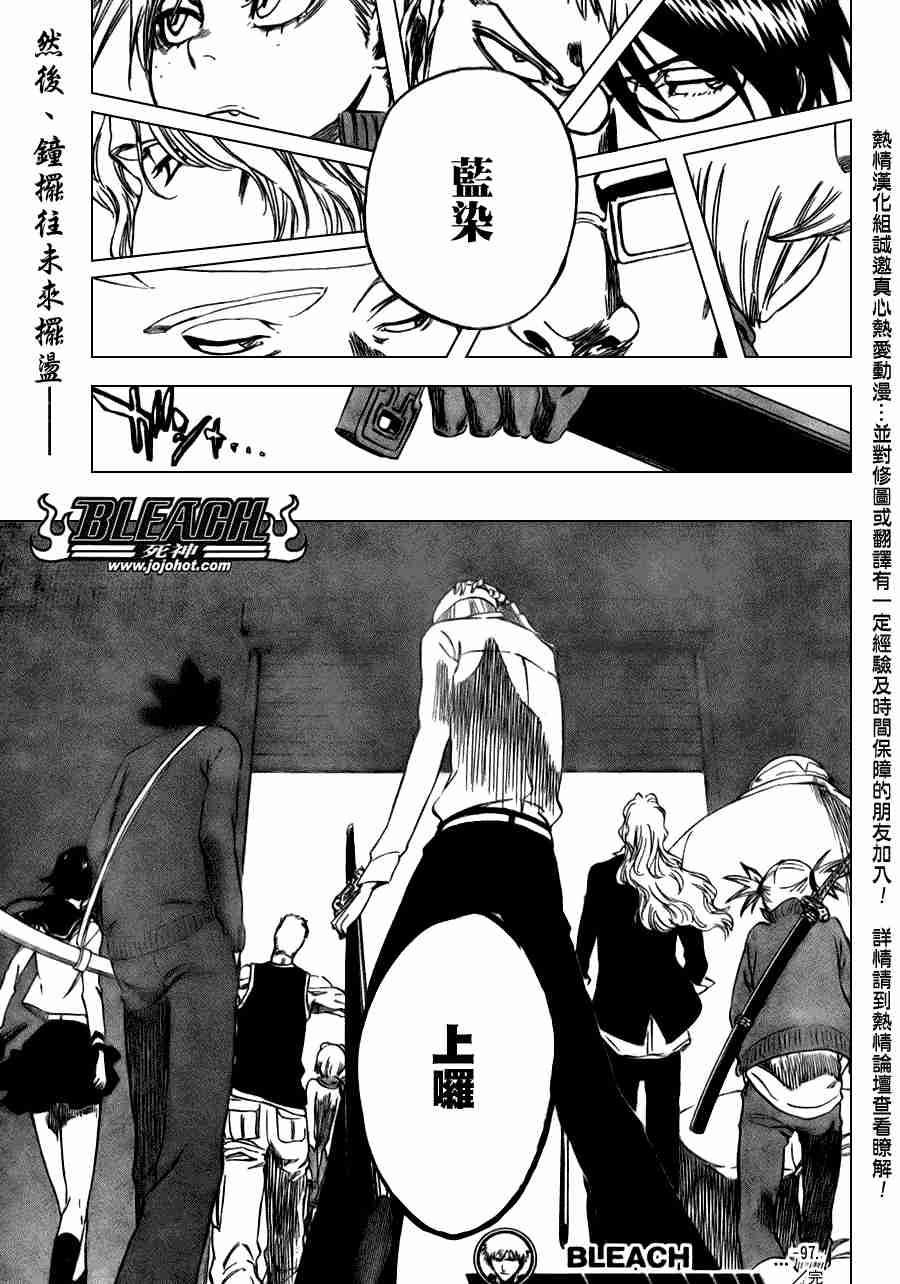 然後、鐘擺往未來擺盪——
藍染
BLEACH
死神
www.jojohot.com
上囉
熱情漢化組誠邀真心熱愛動漫…並對修圖或翻譯有一定經驗及時間保障的朋友加入！ 詳情請到熱情論壇查看瞭解！
BLEACH
-97.
完